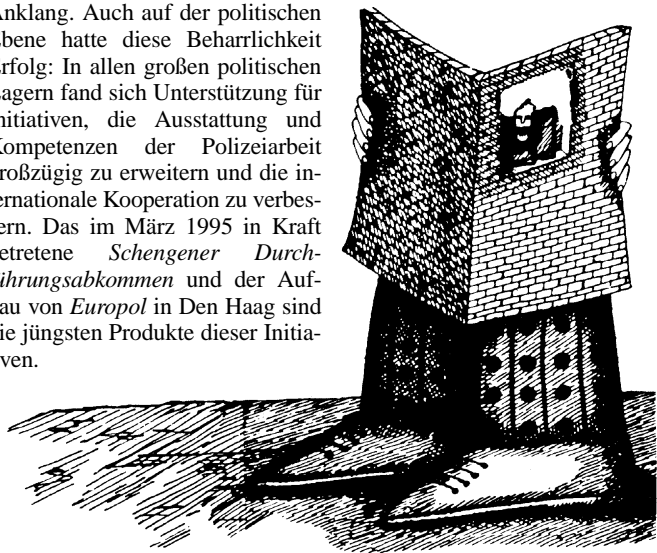 Anklang. Auch auf der politischen
Ebene hatte diese Beharrlichkeit
Erfolg: In allen großen politischen
Lagern fand sich Unterstützung für
Initiativen, die Ausstattung und
Kompetenzen der Polizeiarbeit
großzügig zu erweitern und die in-
ternationale Kooperation zu verbes-
sern. Das im März 1995 in Kraft
getretene Schengener Durch-
führungsabkommen und der Auf-
bau von Europol in Den Haag sind
die jüngsten Produkte dieser Initia-
tiven.